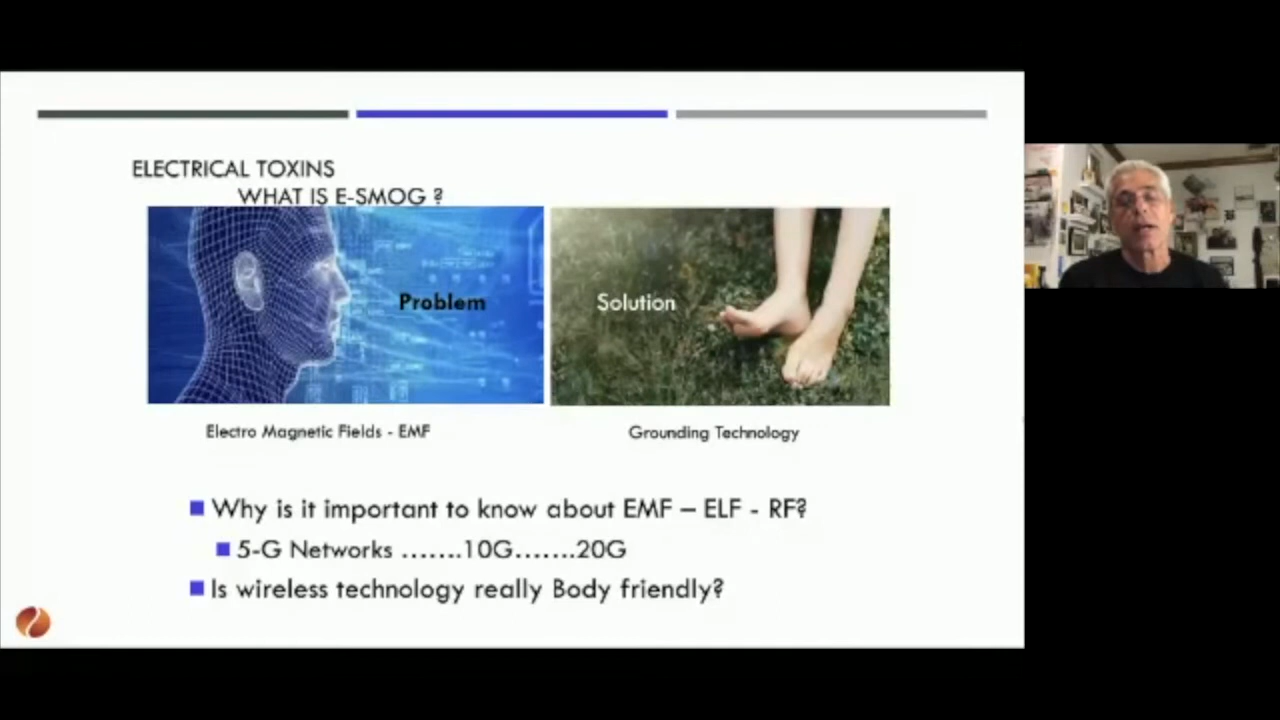 ELECTRICAL TOXINS
WHAT IS E-SMOG ?
Problem
Solution
Electro Magnetic Fields - EMF
Grounding Technology
Why is it important to know about EMF – ELF - RF?
5-G Networks .......10G.......20G
Is wireless technology really Body friendly?